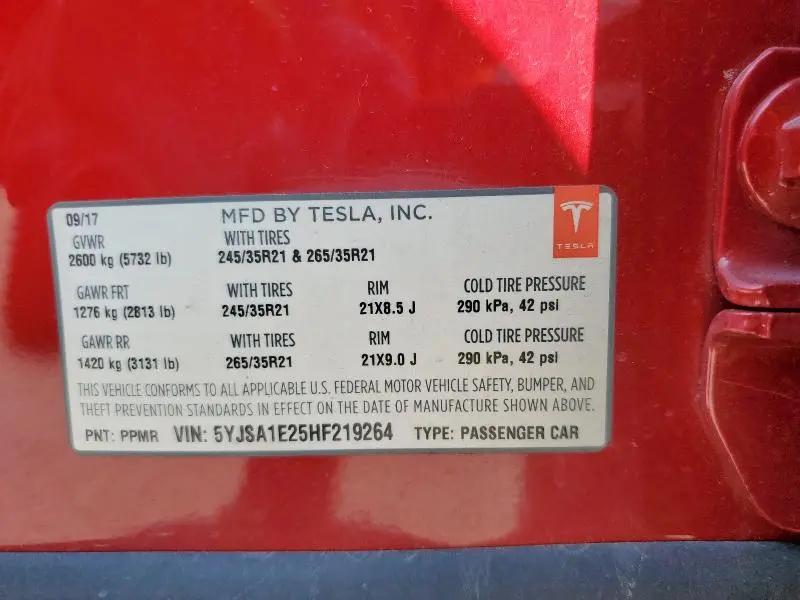 09/17 MFD BY TESLA, INC.
TESLA
GVWR WITH TIRES
2600 kg (5732 lb) 245/35R21 & 265/35R21
GAWR FRT WITH TIRES RIM COLD TIRE PRESSURE
1276 kg (2813 lb) 245/35R21 21X8.5 J 290 kPa, 42 psi
GAWR RR WITH TIRES RIM COLD TIRE PRESSURE
1420 kg (3131 lb) 265/35R21 21X9.0 J 290 kPa, 42 psi
THIS VEHICLE CONFORMS TO ALL APPLICABLE U.S. FEDERAL MOTOR VEHICLE SAFETY, BUMPER, AND
THEFT PREVENTION STANDARDS IN EFFECT ON THE DATE OF MANUFACTURE SHOWN ABOVE.
PNT: PPMR VIN: 5YJSA1E25HF219264 TYPE: PASSENGER CAR